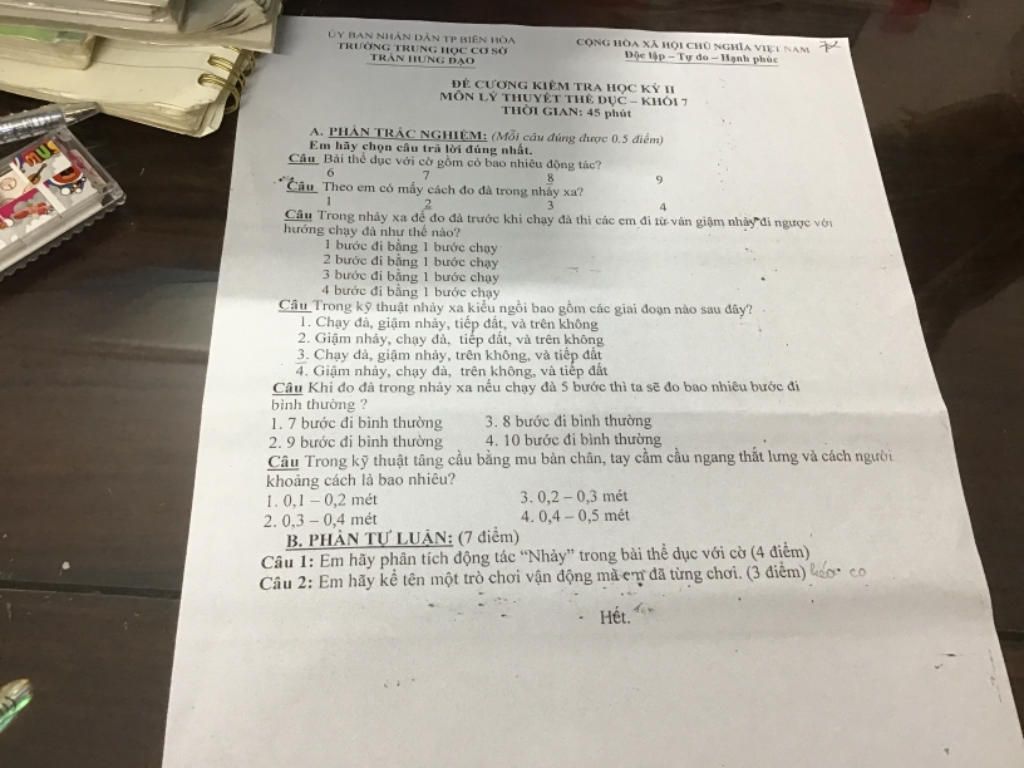 ỦY BAN NHÂN DÂN TP BIÊN HÒA
TRƯỜNG TRUNG HỌC CƠ SỞ
TRẦN HƯNG ĐẠO
CỘNG HÒA XÃ HỘI CHỦ NGHĨA VIỆT NAM
Độc lập – Tự do – Hạnh phúc
ĐỀ CƯƠNG KIỂM TRA HỌC KỲ II
MÔN LÝ THUYẾT THỂ DỤC – KHỐI 7
THỜI GIAN: 45 phút
A. PHẦN TRẮC NGHIỆM: (Mỗi câu đúng được 0.5 điểm)
Em hãy chọn câu trả lời đúng nhất.
Câu Bài thể dục với cờ gồm có bao nhiêu động tác?
6 7 8 9
Câu Theo em có mấy cách đo đà trong nhảy xa?
1 2 3 4
Câu Trong nhảy xa để đo đà trước khi chạy đà thì các em đi từ ván giậm nhảy đi ngược với
hướng chạy đà như thế nào?
1 bước đi bằng 1 bước chạy
2 bước đi bằng 1 bước chạy
3 bước đi bằng 1 bước chạy
4 bước đi bằng 1 bước chạy
Câu Trong kỹ thuật nhảy xa kiểu ngồi bao gồm các giai đoạn nào sau đây?
1. Chạy đà, giậm nhảy, tiếp đất, và trên không
2. Giậm nhảy, chạy đà, tiếp đất, và trên không
3. Chạy đà, giậm nhảy, trên không, và tiếp đất
4. Giậm nhảy, chạy đà, trên không, và tiếp đất
Câu Khi đo đà trong nhảy xa nếu chạy đà 5 bước thì ta sẽ đo bao nhiêu bước đi
bình thường ?
1. 7 bước đi bình thường 3. 8 bước đi bình thường
2. 9 bước đi bình thường 4. 10 bước đi bình thường
Câu Trong kỹ thuật tâng cầu bằng mu bàn chân, tay cầm cầu ngang thắt lưng và cách người
khoảng cách là bao nhiêu?
1. 0,1 – 0,2 mét 3. 0,2 – 0,3 mét
2. 0,3 – 0,4 mét 4. 0,4 – 0,5 mét
B. PHẦN TỰ LUẬN: (7 điểm)
Câu 1: Em hãy phân tích động tác “Nhảy” trong bài thể dục với cờ (4 điểm)
Câu 2: Em hãy kể tên một trò chơi vận động mà em đã từng chơi. (3 điểm) kéo co
Hết.